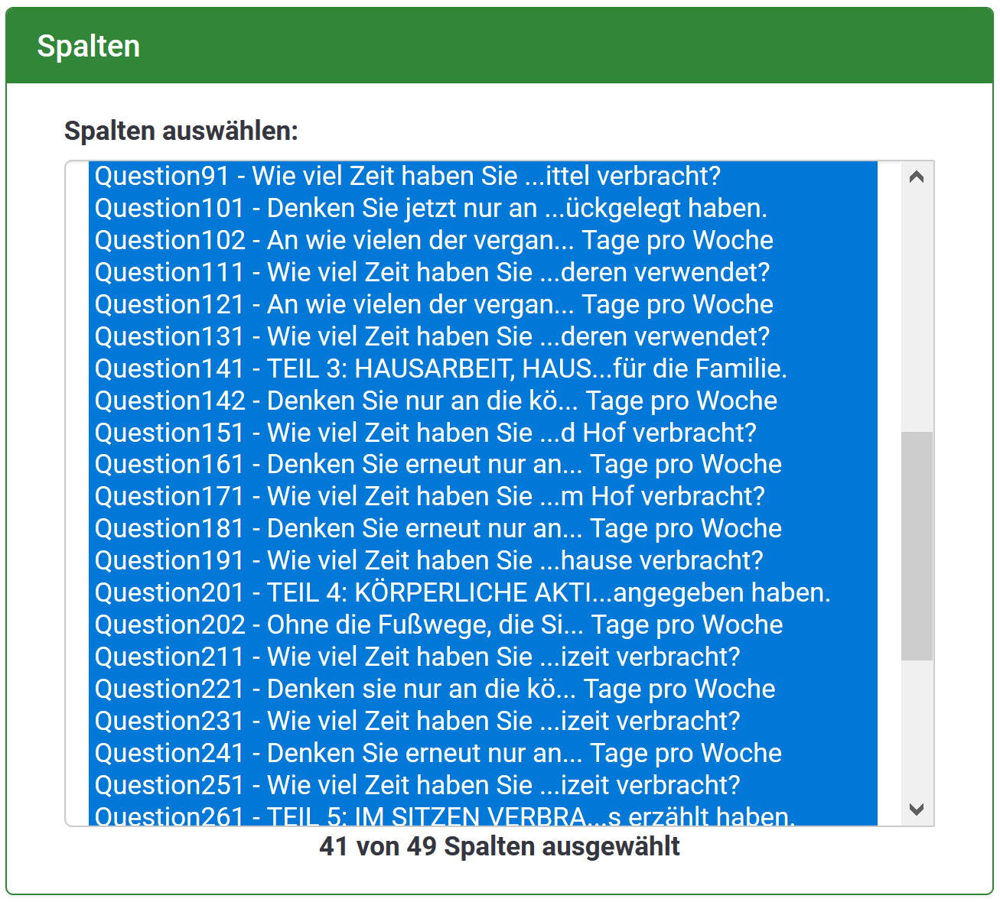 Spalten
Spalten auswählen:
Question91 - Wie viel Zeit haben Sie ...ittel verbracht?
Question101 - Denken Sie jetzt nur an ...ückgelegt haben.
Question102 - An wie vielen der vergan... Tage pro Woche
Question111 - Wie viel Zeit haben Sie ...deren verwendet?
Question121 - An wie vielen der vergan... Tage pro Woche
Question131 - Wie viel Zeit haben Sie ...deren verwendet?
Question141 - TEIL 3: HAUSARBEIT, HAUS...für die Familie.
Question142 - Denken Sie nur an die kö... Tage pro Woche
Question151 - Wie viel Zeit haben Sie ...d Hof verbracht?
Question161 - Denken Sie erneut nur an... Tage pro Woche
Question171 - Wie viel Zeit haben Sie ...m Hof verbracht?
Question181 - Denken Sie erneut nur an... Tage pro Woche
Question191 - Wie viel Zeit haben Sie ...hause verbracht?
Question201 - TEIL 4: KÖRPERLICHE AKTI...angegeben haben.
Question202 - Ohne die Fußwege, die Si... Tage pro Woche
Question211 - Wie viel Zeit haben Sie ...izeit verbracht?
Question221 - Denken sie nur an die kö... Tage pro Woche
Question231 - Wie viel Zeit haben Sie ...izeit verbracht?
Question241 - Denken Sie erneut nur an... Tage pro Woche
Question251 - Wie viel Zeit haben Sie ...izeit verbracht?
Question261 - TEIL 5: IM SITZEN VERBRA...s erzählt haben.
41 von 49 Spalten ausgewählt